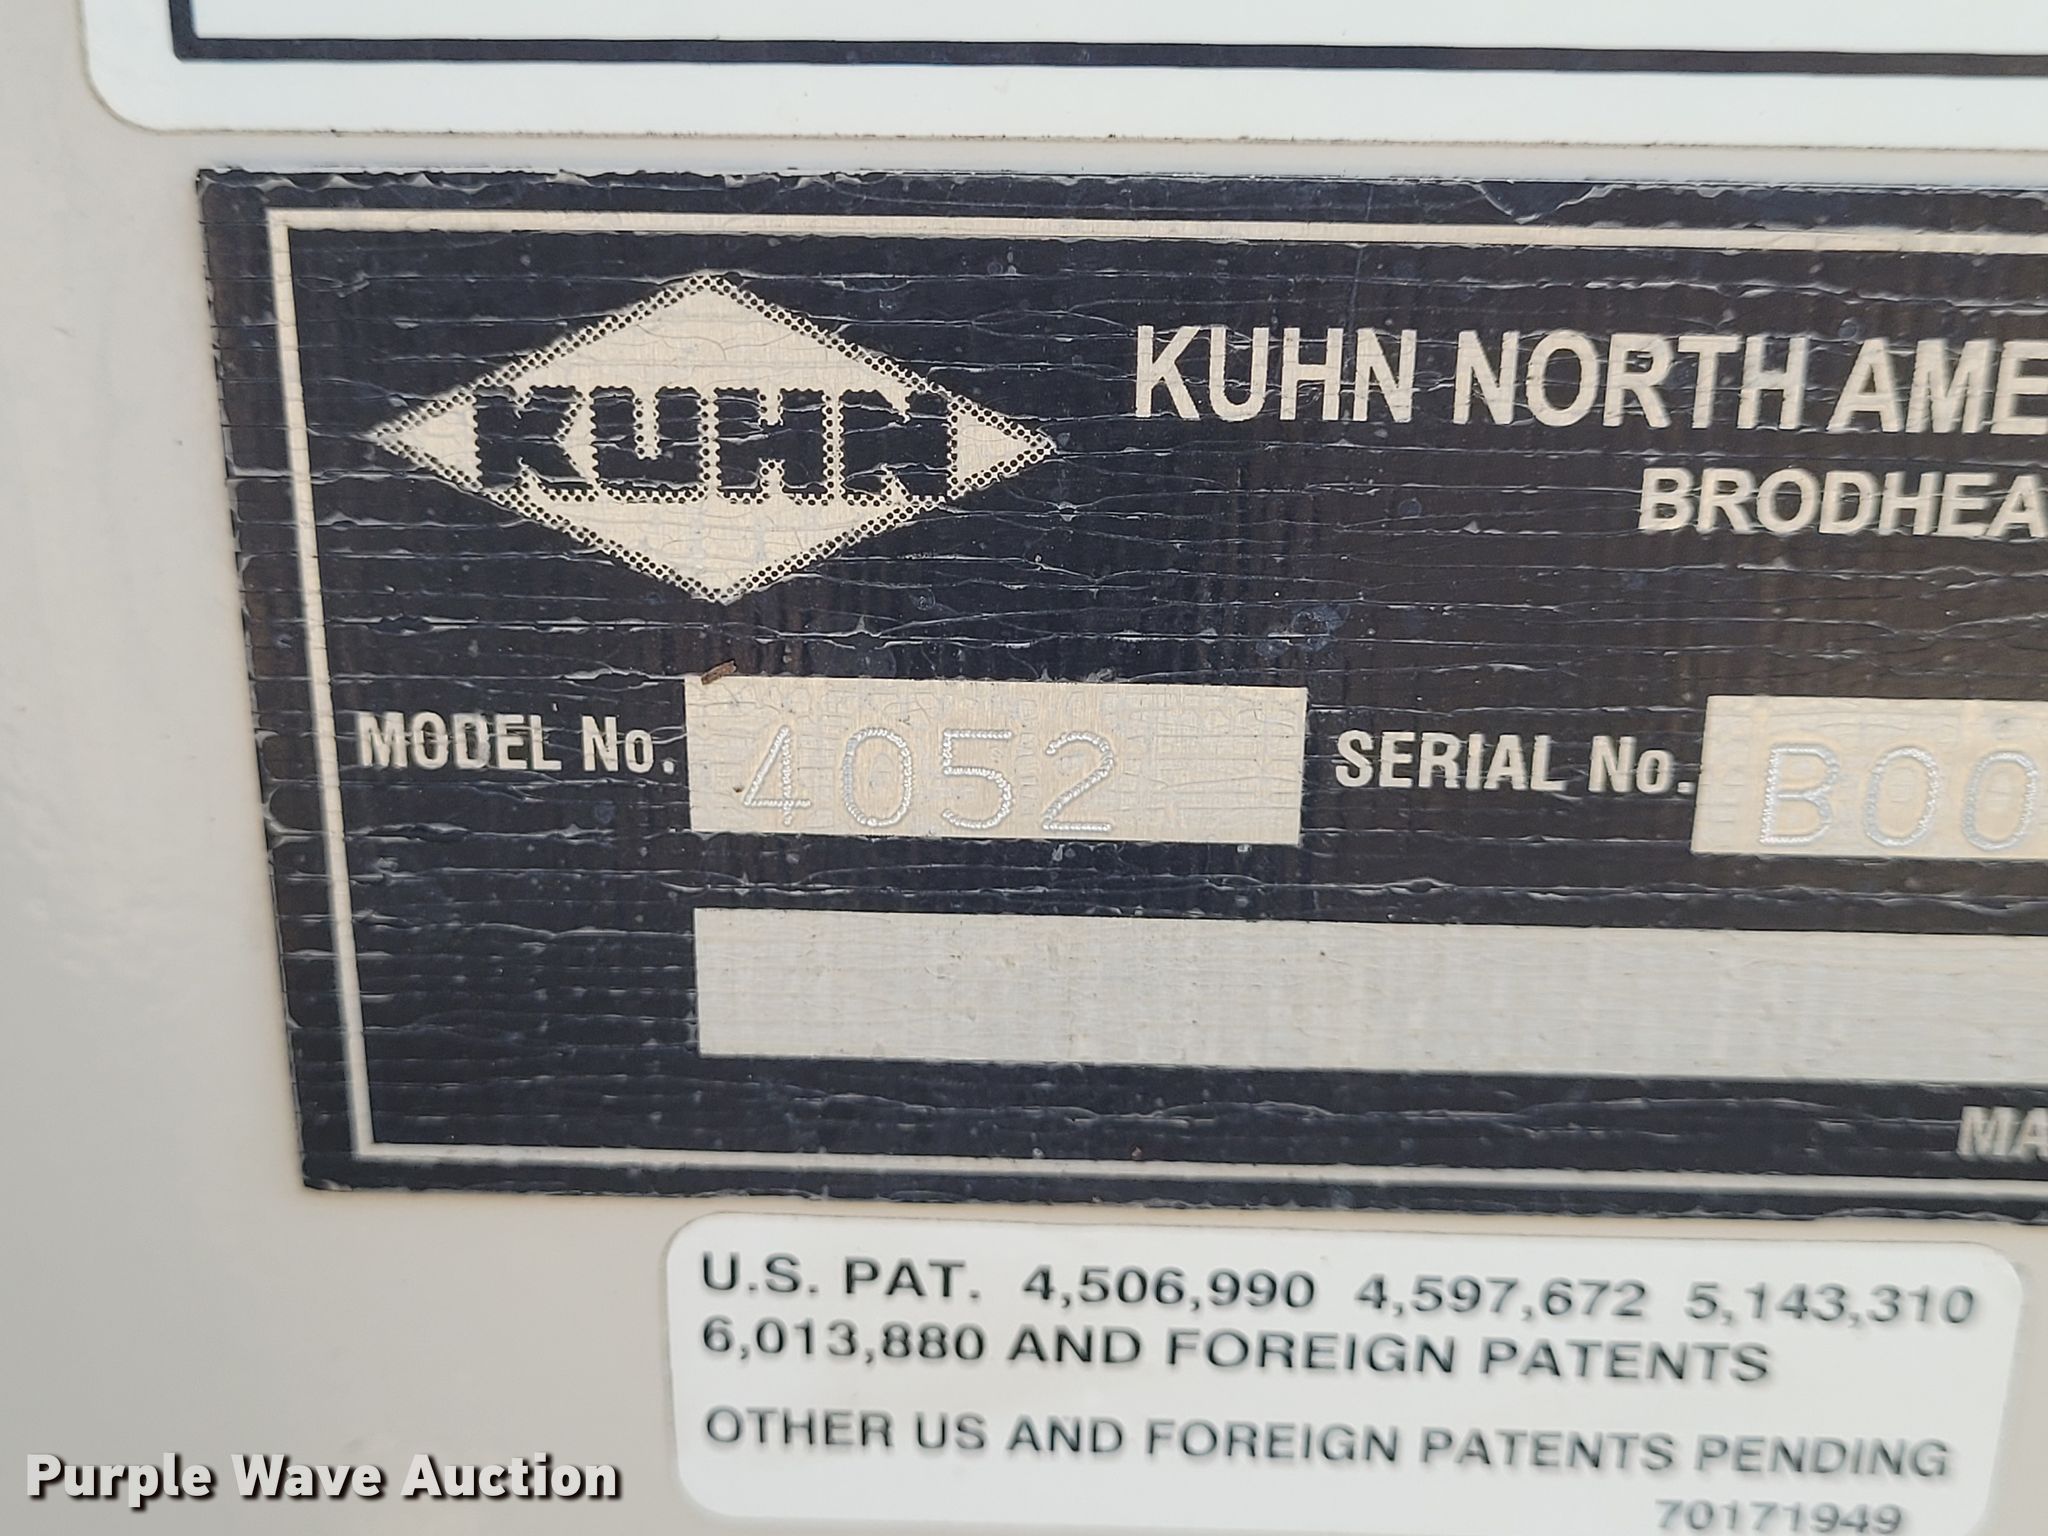 KUHN
KUHN NORTH AME
BRODHEA
MODEL No. 4052 SERIAL No. B00
MA
U.S. PAT. 4,506,990 4,597,672 5,143,310
6,013,880 AND FOREIGN PATENTS
OTHER US AND FOREIGN PATENTS PENDING
70171949
Purple Wave Auction